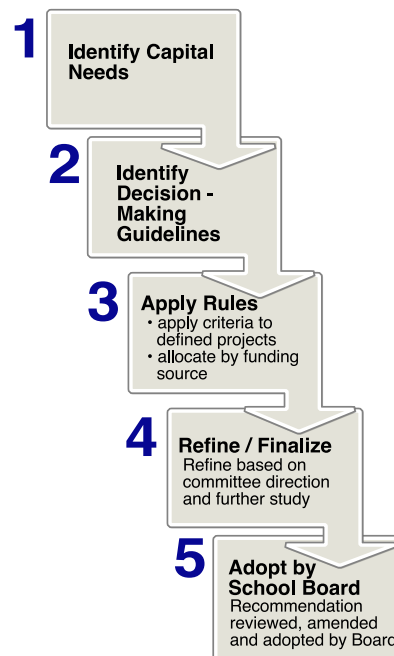 1
Identify Capital
Needs
2
Identify
Decision -
Making
Guidelines
3
Apply Rules
• apply criteria to
defined projects
• allocate by funding
source
4
Refine / Finalize
Refine based on
committee direction
and further study
5
Adopt by
School Board
Recommendation
reviewed, amended
and adopted by Board